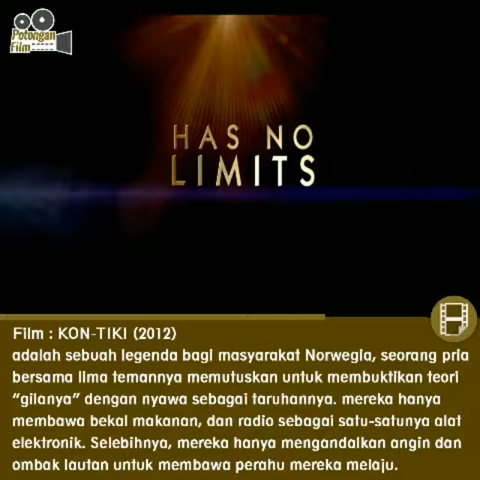 Potongan
Film
HAS NO
LIMITS
Film : KON-TIKI (2012)
adalah sebuah legenda bagi masyarakat Norwegia, seorang pria
bersama lima temannya memutuskan untuk membuktikan teori
“gilanya” dengan nyawa sebagai taruhannya. mereka hanya
membawa bekal makanan, dan radio sebagai satu-satunya alat
elektronik. Selebihnya, mereka hanya mengandalkan angin dan
ombak lautan untuk membawa perahu mereka melaju.